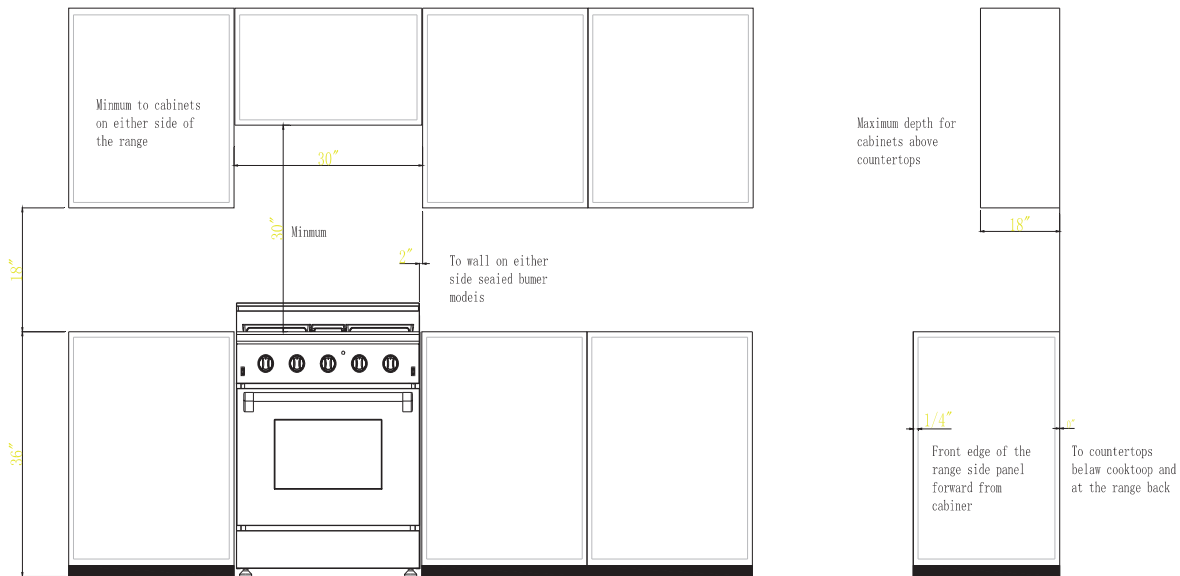 Minmum to cabinets
on either side of
the range
30"
30"
Minmum
18"
2"
To wall on either
side seaied bumer
modeis
36"
Maximum depth for
cabinets above
countertops
18"
1/4"
0"
Front edge of the
range side panel
forward from
cabiner
To countertops
belaw cooktoop and
at the range back